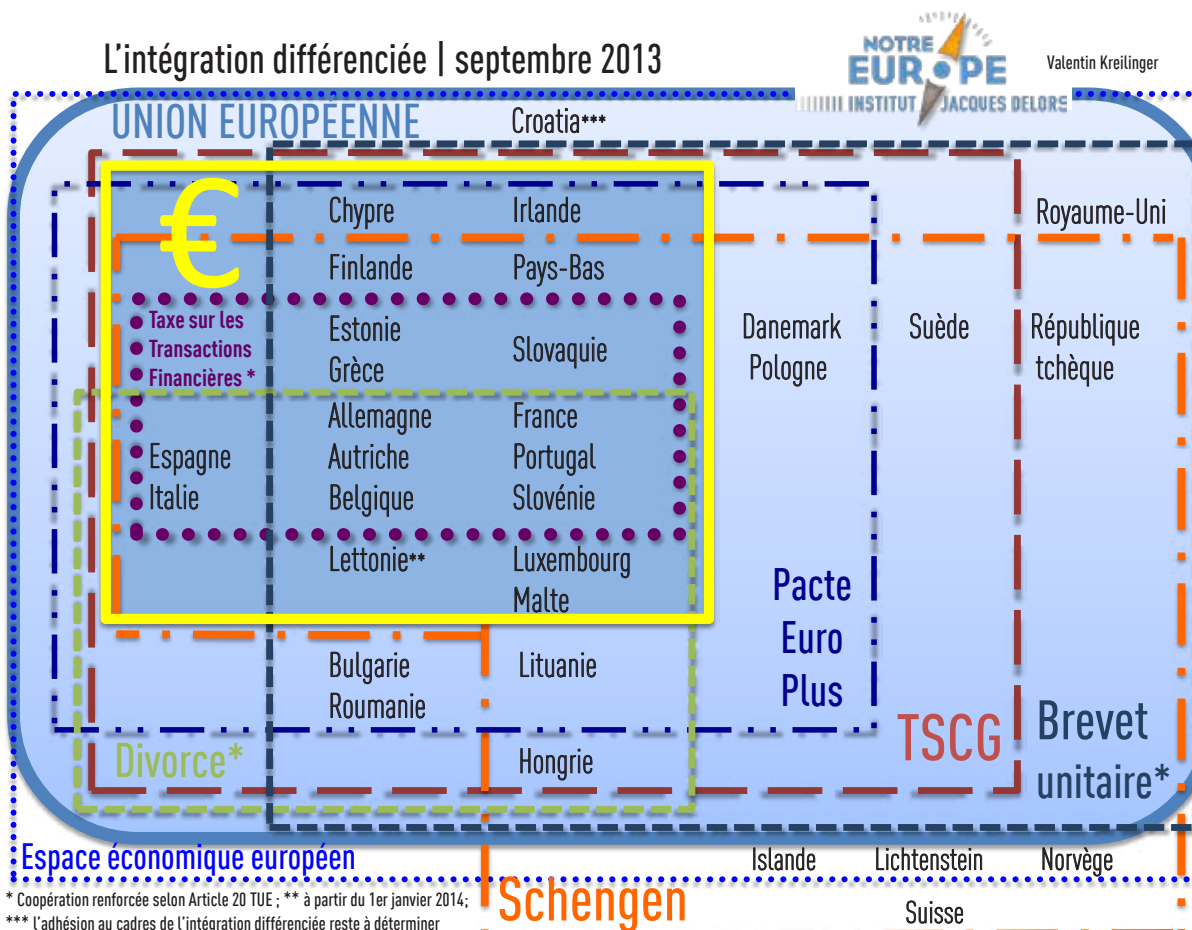 L'intégration différenciée | septembre 2013
NOTRE
EUROPE
INSTITUT JACQUES DELORS
Valentin Kreilinger
UNION EUROPÉENNE
Croatia***
€
Chypre
Irlande
Royaume-Uni
Finlande
Pays-Bas
Taxe sur les
Transactions
Financières *
Estonie
Grèce
Slovaquie
Danemark
Pologne
Suède
République
tchèque
Espagne
Italie
Allemagne
Autriche
Belgique
France
Portugal
Slovénie
Lettonie**
Luxembourg
Malte
Pacte
Euro
Plus
Bulgarie
Roumanie
Lituanie
Divorce*
Hongrie
TSCG
Brevet
unitaire*
Espace économique européen
Islande
Lichtenstein
Norvège
* Coopération renforcée selon Article 20 TUE ; ** à partir du 1er janvier 2014;
*** l'adhésion au cadres de l'intégration différenciée reste à déterminer
Schengen
Suisse